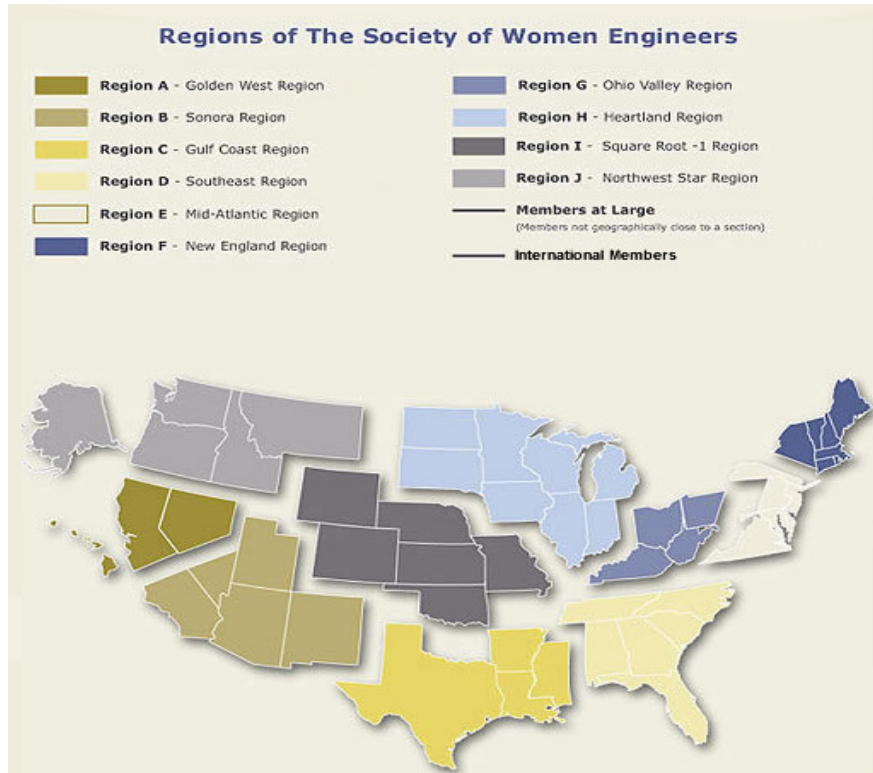 Regions of The Society of Women Engineers
Region A - Golden West Region
Region B - Sonora Region
Region C - Gulf Coast Region
Region D - Southeast Region
Region E - Mid-Atlantic Region
Region F - New England Region
Region G - Ohio Valley Region
Region H - Heartland Region
Region I - Square Root -1 Region
Region J - Northwest Star Region
Members at Large
(Members not geographically close to a section)
International Members